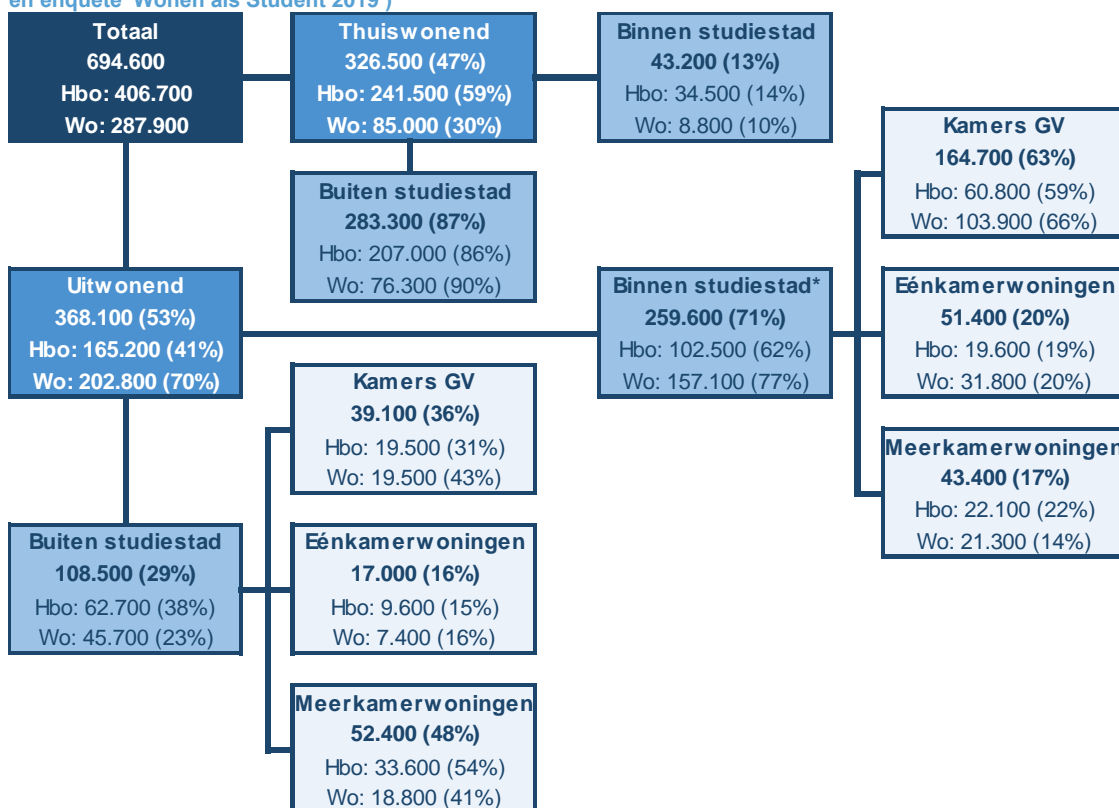 en enquête 'Wonen als Student 2019')
Totaal
694.600
Hbo: 406.700
Wo: 287.900
Thuiswonend
326.500 (47%)
Hbo: 241.500 (59%)
Wo: 85.000 (30%)
Binnen studiestad
43.200 (13%)
Hbo: 34.500 (14%)
Wo: 8.800 (10%)
Buiten studiestad
283.300 (87%)
Hbo: 207.000 (86%)
Wo: 76.300 (90%)
Uitwonend
368.100 (53%)
Hbo: 165.200 (41%)
Wo: 202.800 (70%)
Binnen studiestad*
259.600 (71%)
Hbo: 102.500 (62%)
Wo: 157.100 (77%)
Kamers GV
164.700 (63%)
Hbo: 60.800 (59%)
Wo: 103.900 (66%)
Eénkamerwoningen
51.400 (20%)
Hbo: 19.600 (19%)
Wo: 31.800 (20%)
Meerkamerwoningen
43.400 (17%)
Hbo: 22.100 (22%)
Wo: 21.300 (14%)
Buiten studiestad
108.500 (29%)
Hbo: 62.700 (38%)
Wo: 45.700 (23%)
Kamers GV
39.100 (36%)
Hbo: 19.500 (31%)
Wo: 19.500 (43%)
Eénkamerwoningen
17.000 (16%)
Hbo: 9.600 (15%)
Wo: 7.400 (16%)
Meerkamerwoningen
52.400 (48%)
Hbo: 33.600 (54%)
Wo: 18.800 (41%)